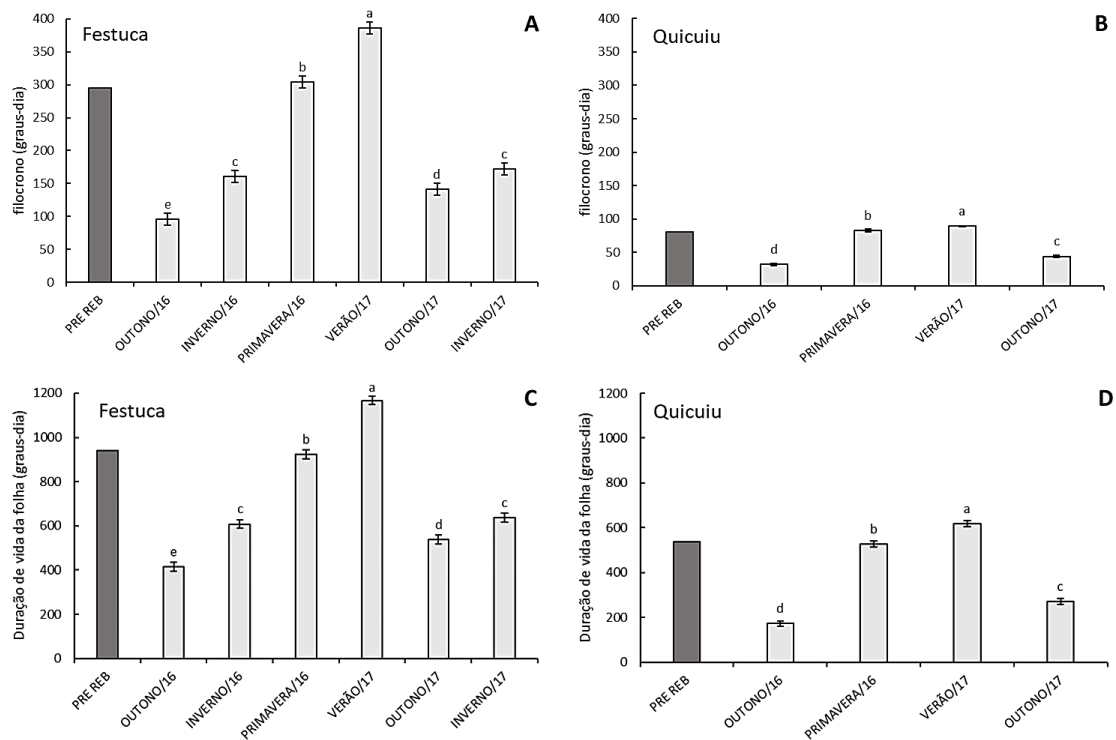 A
Festuca
filocrono (graus-dia)
400
350
300
250
200
150
100
50
0
a
b
c
e
d
c
PRE REB
OUTONO/16
INVERNO/16
PRIMAVERA/16
VERÃO/17
OUTONO/17
INVERNO/17
B
Quicuiu
filocrono (graus-dia)
400
350
300
250
200
150
100
50
0
d
b
a
c
PRE REB
OUTONO/16
PRIMAVERA/16
VERÃO/17
OUTONO/17
C
Festuca
Duração de vida da folha (graus-dia)
1200
1000
800
600
400
200
0
e
c
b
a
d
c
PRE REB
OUTONO/16
INVERNO/16
PRIMAVERA/16
VERÃO/17
OUTONO/17
INVERNO/17
D
Quicuiu
Duração de vida da folha (graus-dia)
1200
1000
800
600
400
200
0
d
b
a
c
PRE REB
OUTONO/16
PRIMAVERA/16
VERÃO/17
OUTONO/17